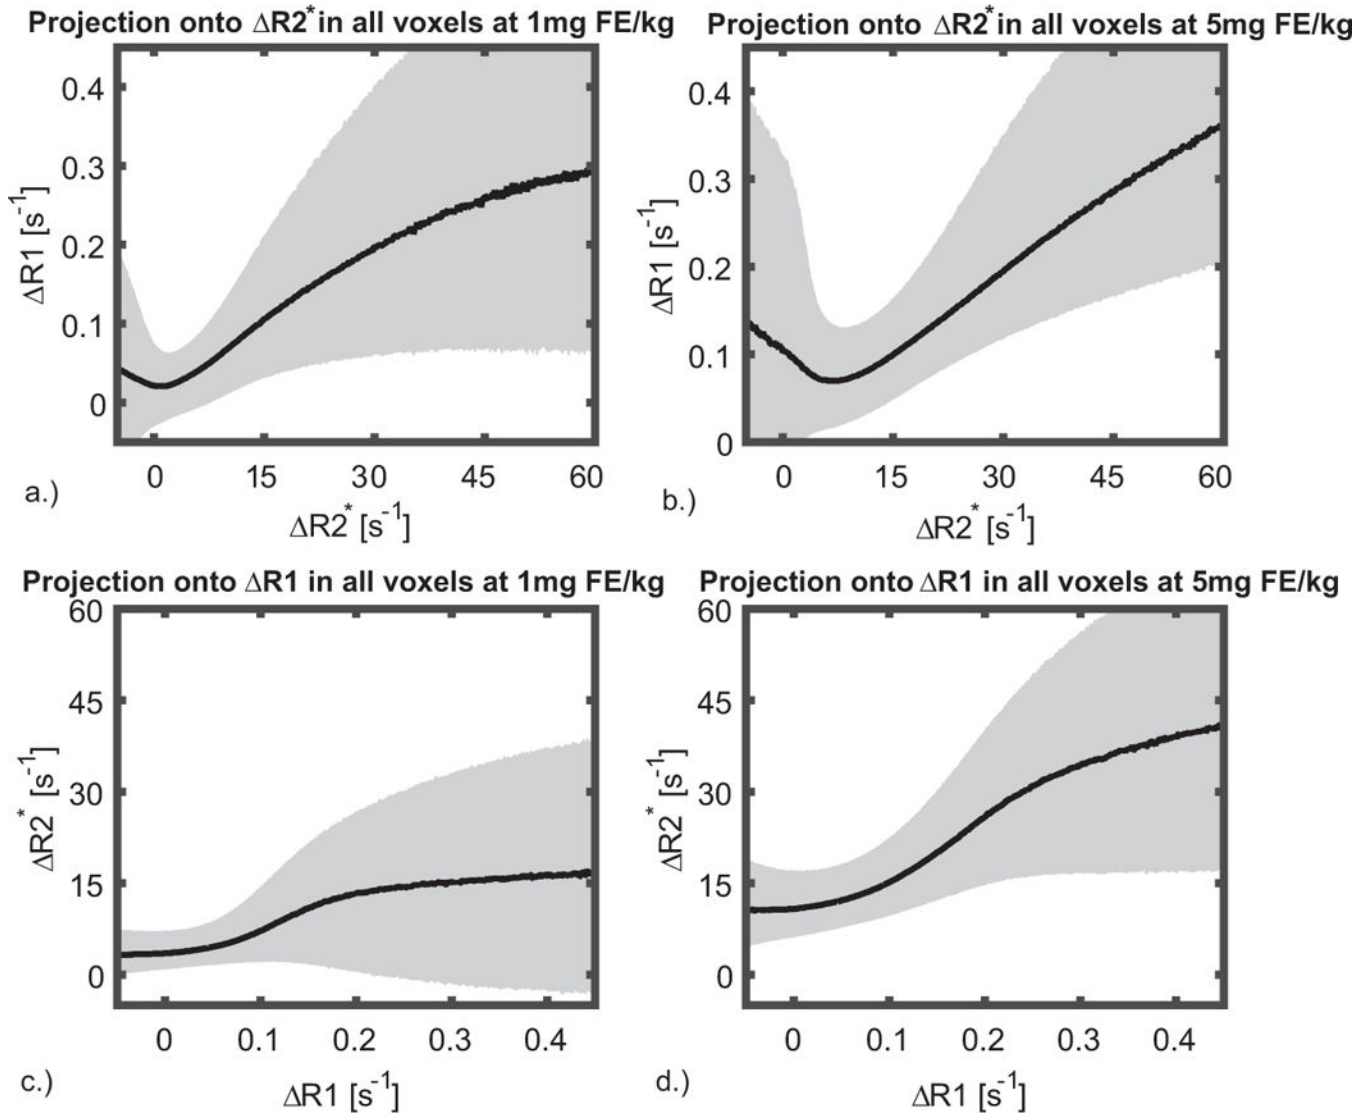 Projection onto ΔR2* in all voxels at 1mg FE/kg
0.4
0.3
0.2
0.1
0
ΔR1 [s⁻¹]
0 15 30 45 60
ΔR2* [s⁻¹]
a.)
Projection onto ΔR2* in all voxels at 5mg FE/kg
0.4
0.3
0.2
0.1
0
ΔR1 [s⁻¹]
0 15 30 45 60
ΔR2* [s⁻¹]
b.)
Projection onto ΔR1 in all voxels at 1mg FE/kg
60
45
30
15
0
ΔR2* [s⁻¹]
0 0.1 0.2 0.3 0.4
ΔR1 [s⁻¹]
c.)
Projection onto ΔR1 in all voxels at 5mg FE/kg
60
45
30
15
0
ΔR2* [s⁻¹]
0 0.1 0.2 0.3 0.4
ΔR1 [s⁻¹]
d.)